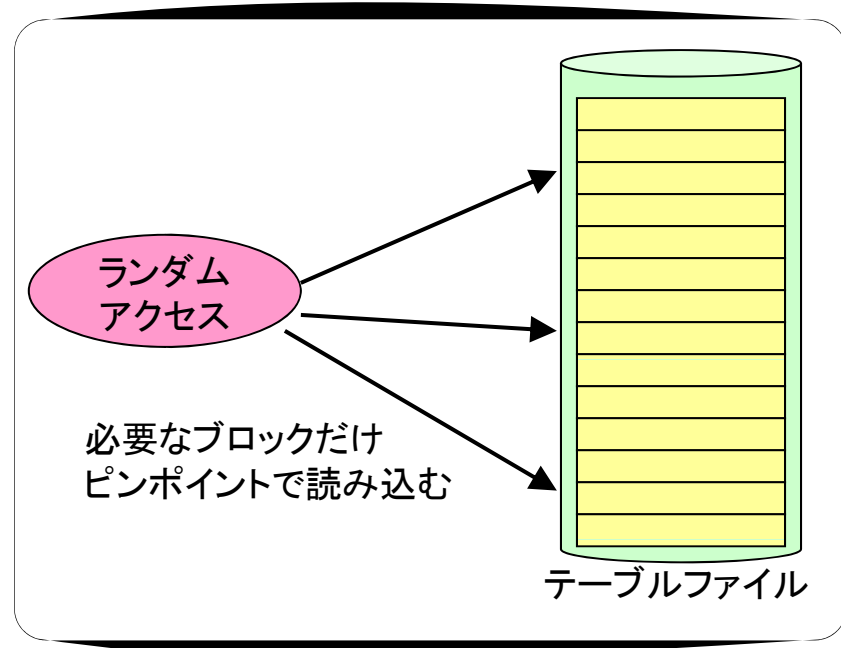 ランダム
アクセス
必要なブロックだけ
ピンポイントで読み込む
テーブルファイル